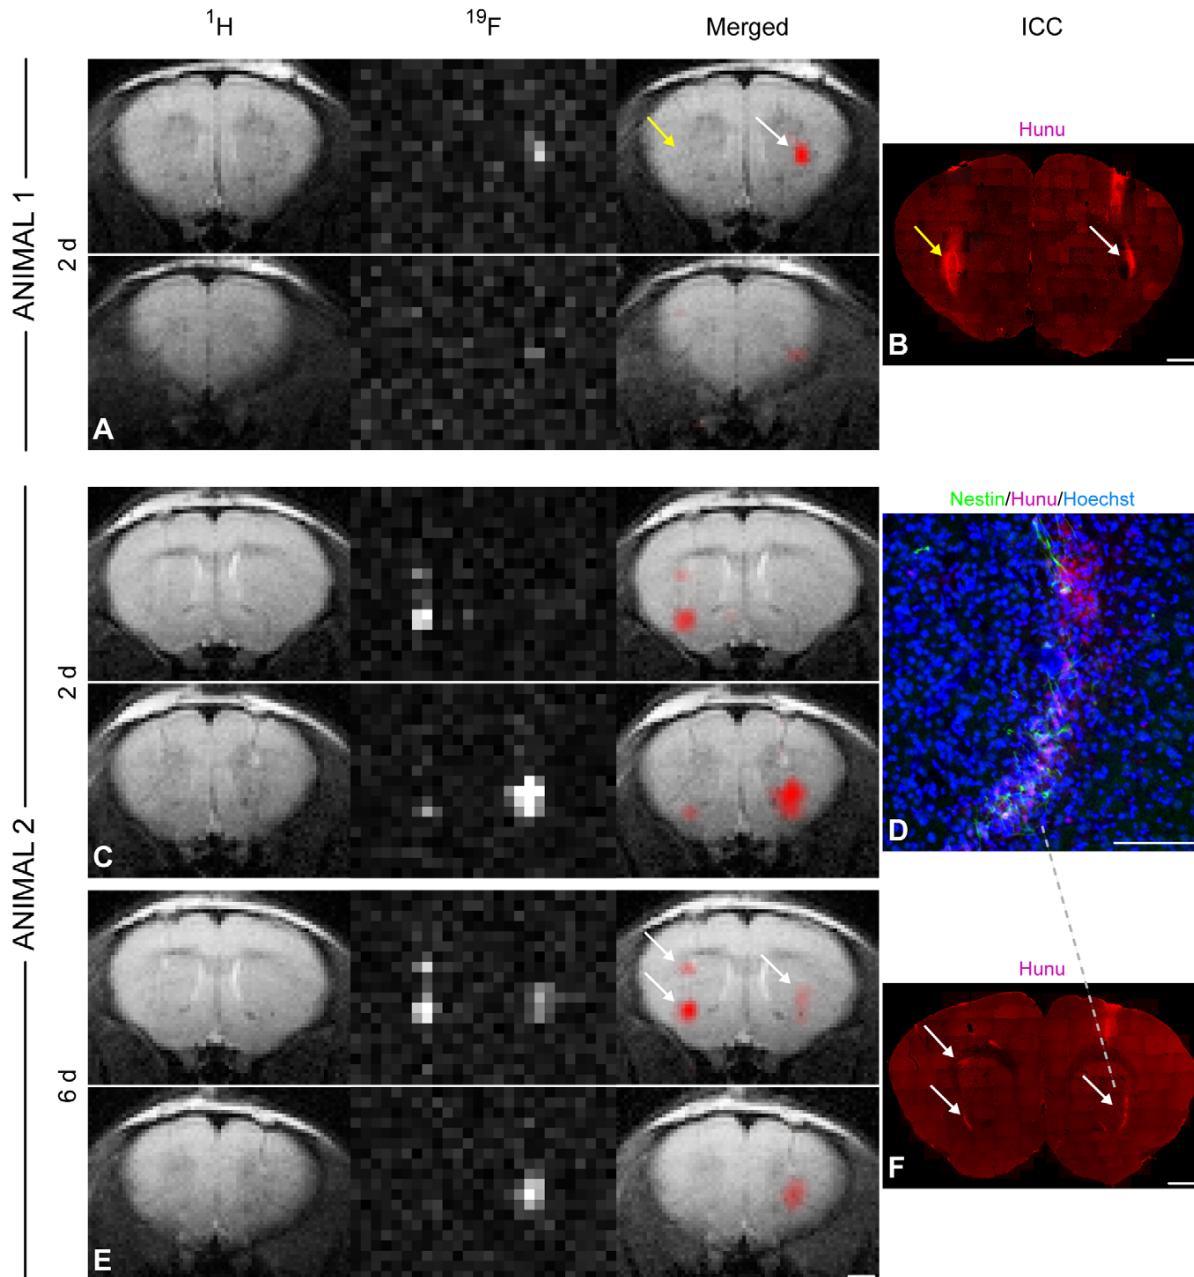 ¹H ¹⁹F Merged ICC
ANIMAL 1
2 d
Hunu
A
B
ANIMAL 2
2 d
Nestin/Hunu/Hoechst
C
D
6 d
Hunu
E
F